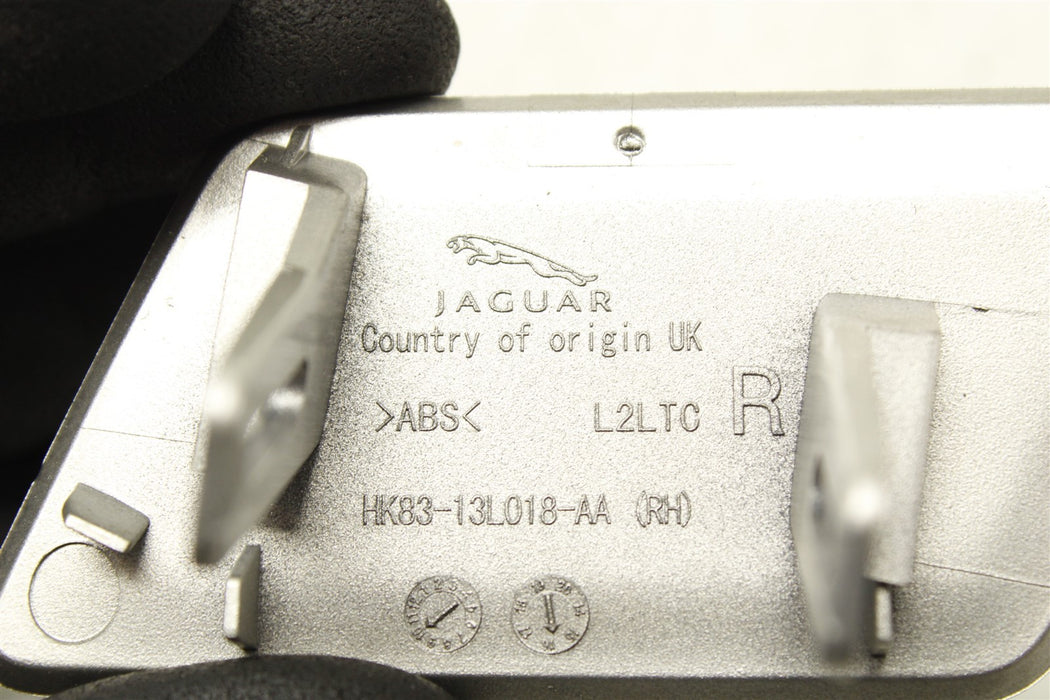 JAGUAR
Country of origin UK
>ABS< L2LTC R
HK83-13L018-AA (RH)